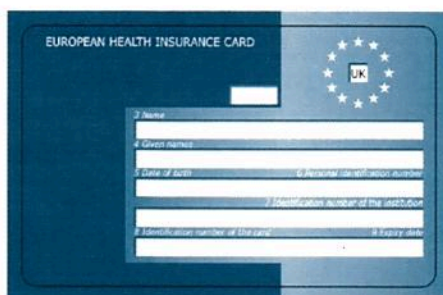 EUROPEAN HEALTH INSURANCE CARD
UK
3 Name
4 Given names
5 Date of birth 6 Personal identification number
7 Identification number of the institution
8 Identification number of the card 9 Expiry date